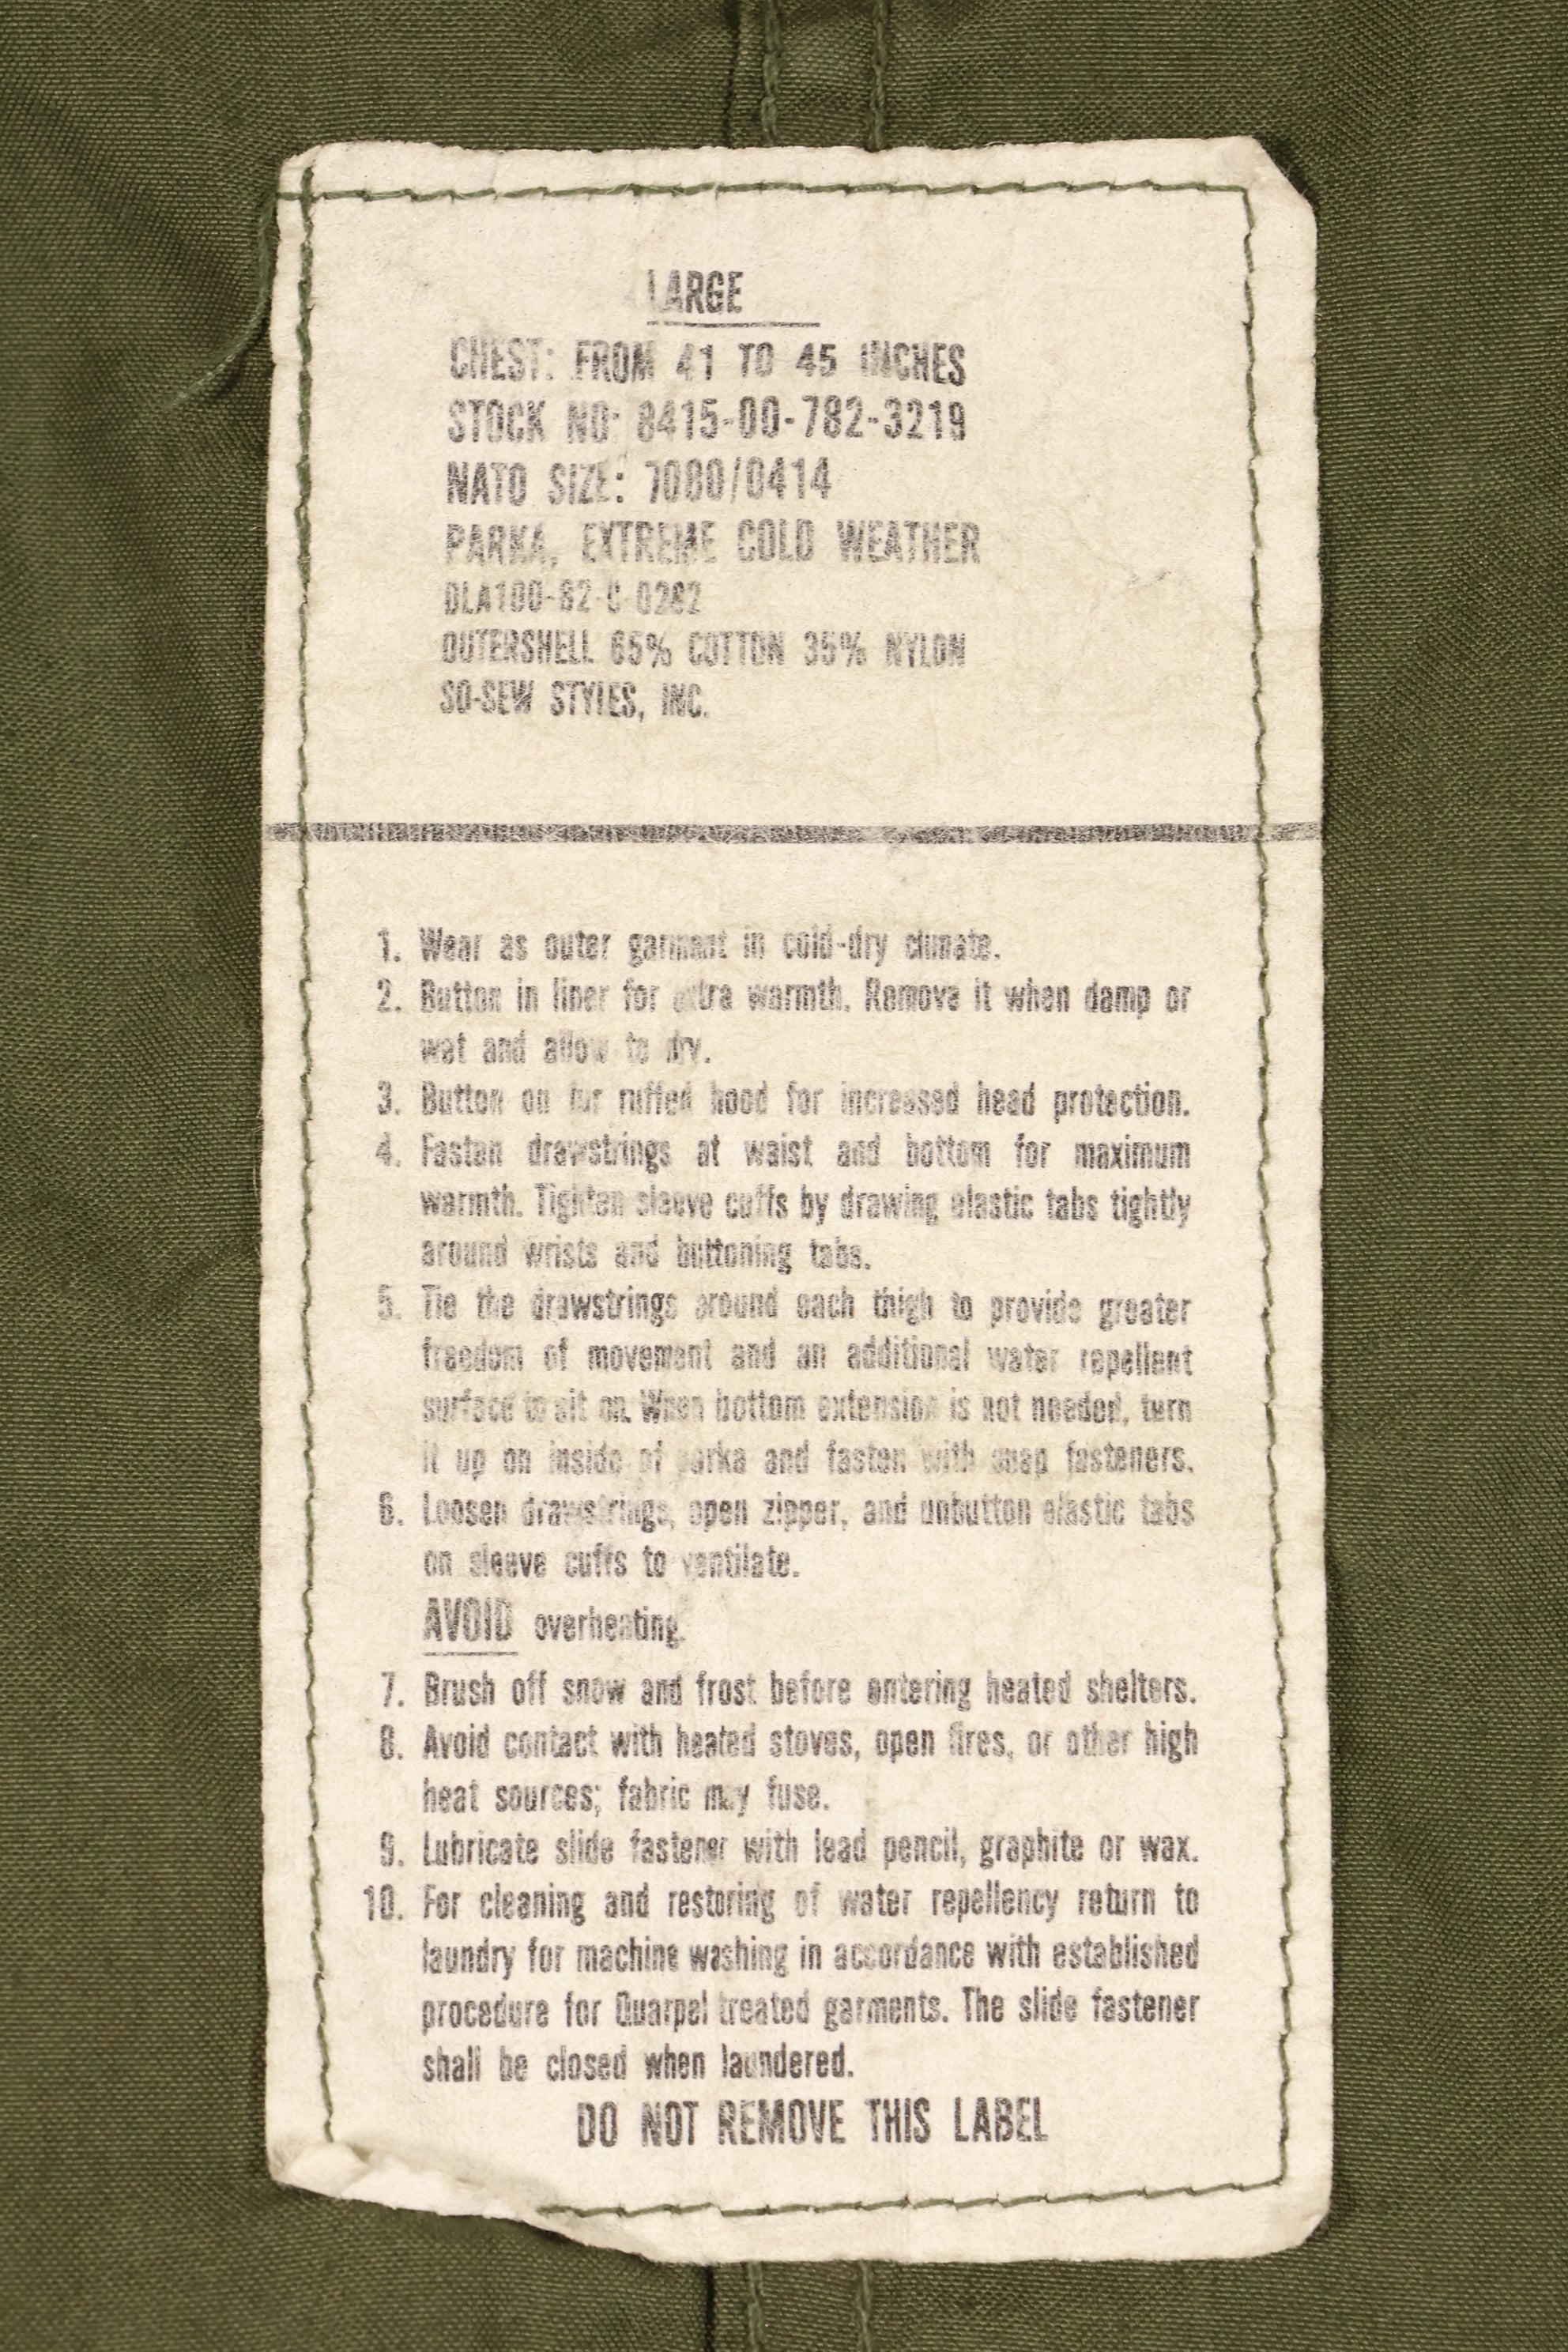 LARGE
CHEST: FROM 41 TO 45 INCHES
STOCK NO: 8415-00-782-3219
NATO SIZE: 7080/0414
PARKA, EXTREME COLD WEATHER
DLA100-82-C-0282
OUTERSHELL 65% COTTON 35% NYLON
SO-SEW STYLES, INC.
1. Wear as outer garment in cold-dry climate.
2. Button in liner for extra warmth. Remove it when damp or
wet and allow to dry.
3. Button on fur ruffed hood for increased head protection.
4. Fasten drawstrings at waist and bottom for maximum
warmth. Tighten sleeve cuffs by drawing elastic tabs tightly
around wrists and buttoning tabs.
5. Tie the drawstrings around each thigh to provide greater
freedom of movement and an additional water repellent
surface to sit on. When bottom extension is not needed, turn
it up on inside of parka and fasten with snap fasteners.
6. Loosen drawstrings, open zipper, and unbutton elastic tabs
on sleeve cuffs to ventilate.
AVOID overheating.
7. Brush off snow and frost before entering heated shelters.
8. Avoid contact with heated stoves, open fires, or other high
heat sources; fabric may fuse.
9. Lubricate slide fastener with lead pencil, graphite or wax.
10. For cleaning and restoring of water repellency return to
laundry for machine washing in accordance with established
procedure for Quarpel treated garments. The slide fastener
shall be closed when laundered.
DO NOT REMOVE THIS LABEL